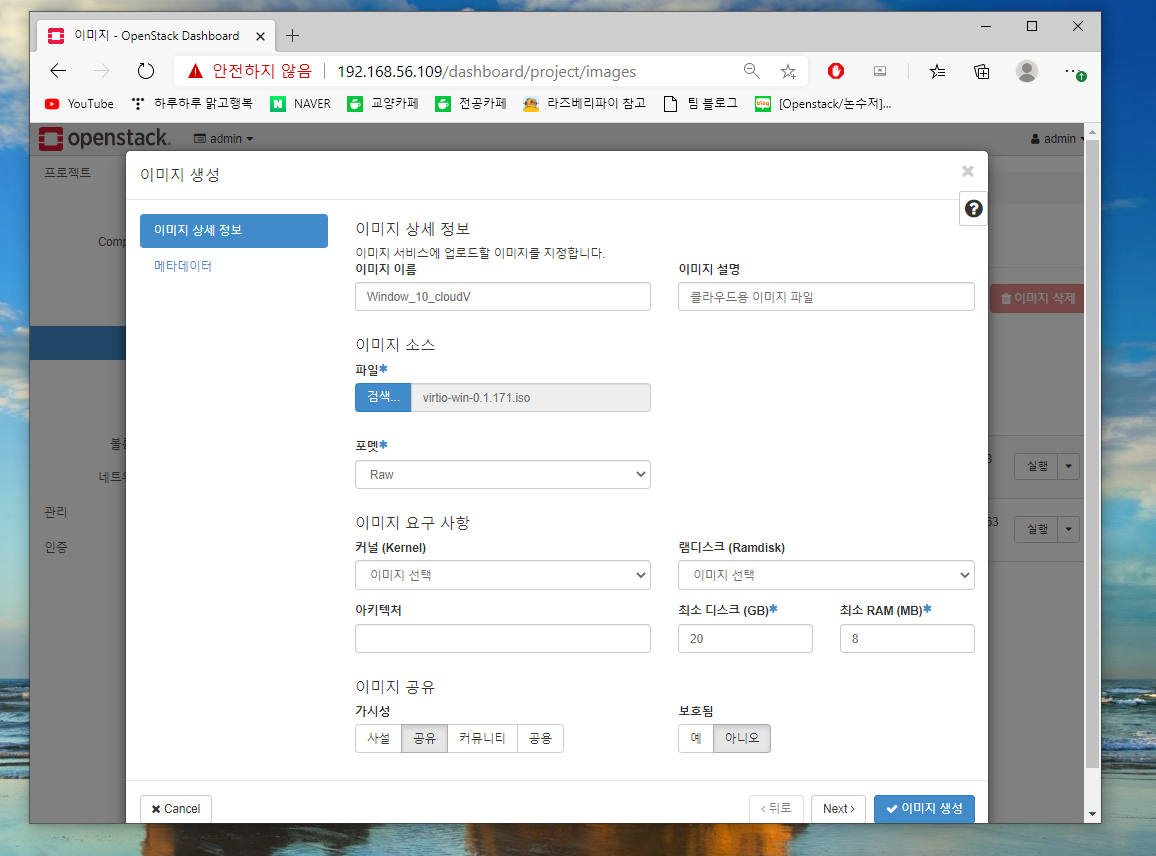 이미지 - OpenStack Dashboard
안전하지 않음 192.168.56.109/dashboard/project/images
YouTube 하루하루 맑고행복 N NAVER 교양카페 전공카페 라즈베리파이 참고 팀 블로그 blog [Openstack/논수저]...
openstack. admin admin
프로젝트
이미지 생성
이미지 상세 정보
이미지 상세 정보
이미지 서비스에 업로드할 이미지를 지정합니다.
Comp
메타데이터
이미지 이름 이미지 설명
Window_10_cloudV 클라우드용 이미지 파일
이미지 삭제
이미지 소스
파일*
검색... virtio-win-0.1.171.iso
포멧*
Raw
3 실행
네트워
관리
이미지 요구 사항
63 실행
인증
커널 (Kernel) 램디스크 (Ramdisk)
이미지 선택 이미지 선택
아키텍처 최소 디스크 (GB)* 최소 RAM (MB)*
20 8
이미지 공유
가시성 보호됨
사설 공유 커뮤니티 공용 예 아니오
Cancel 뒤로 Next 이미지 생성